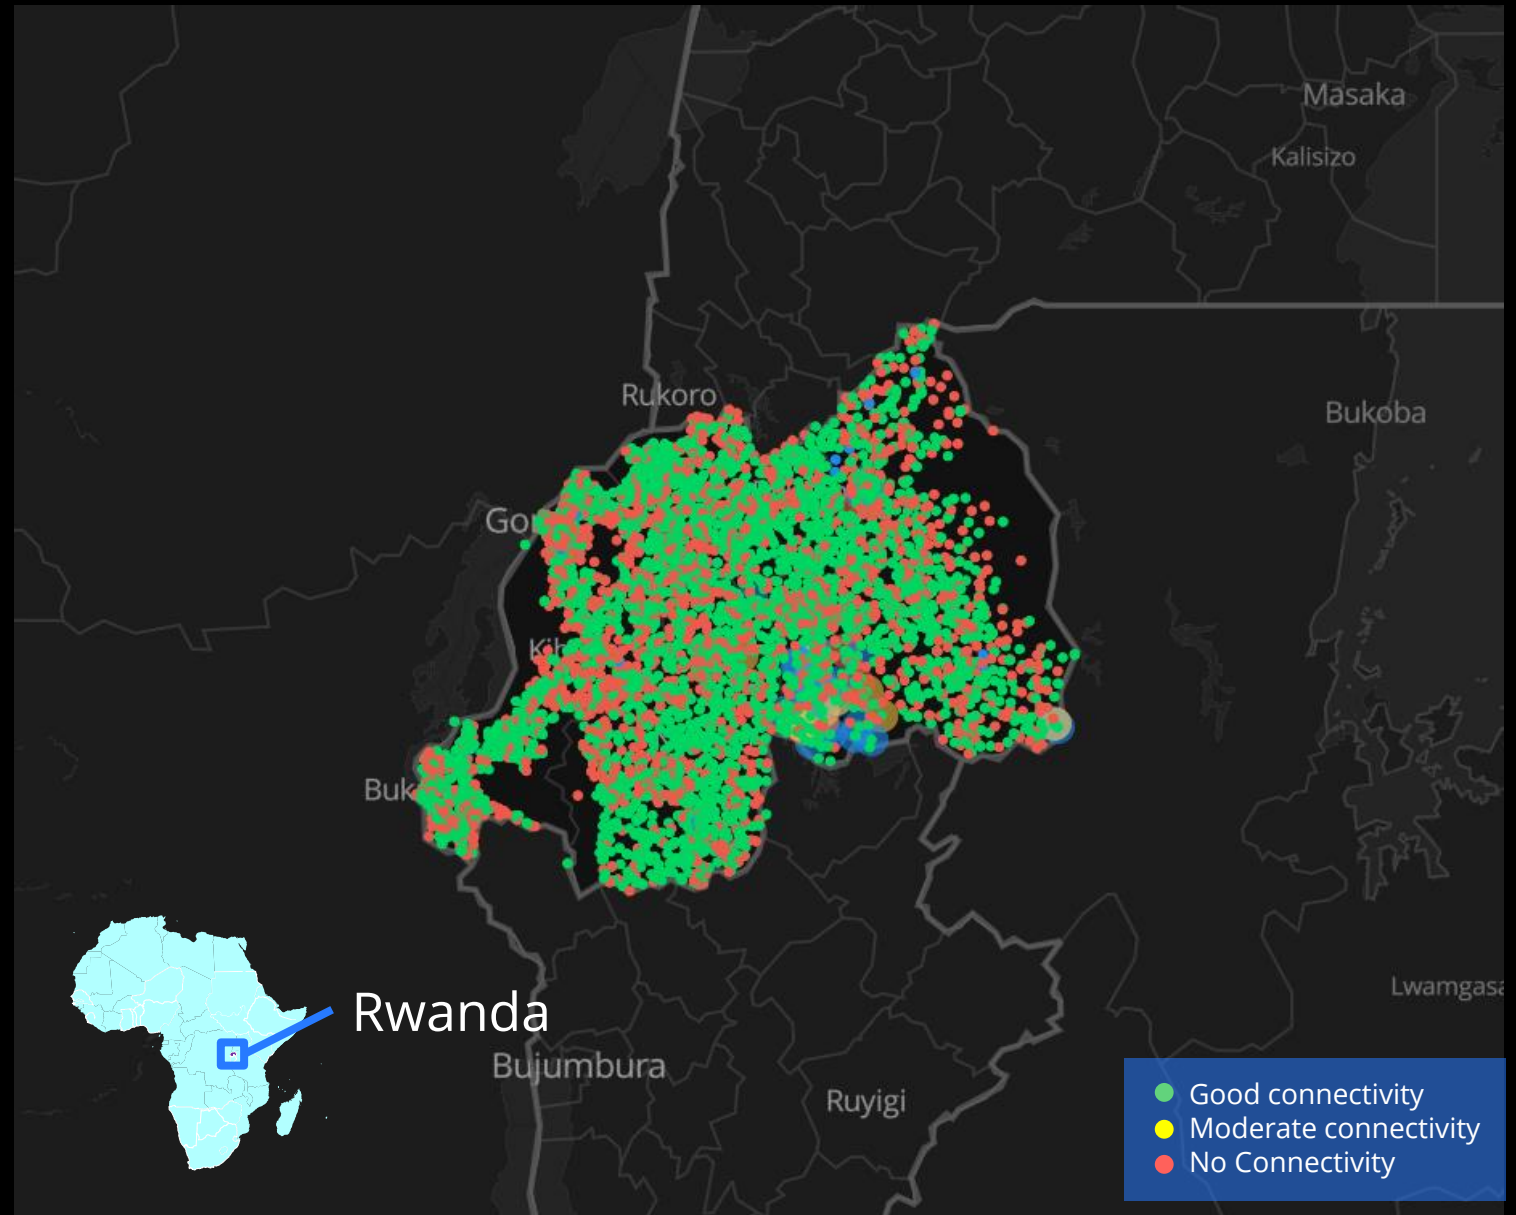 Masaka
Kalisizo
Rukoro
Bukoba
Lwamgasa
Rwanda
Bujumbura
Ruyigi
Good connectivity
Moderate connectivity
No Connectivity